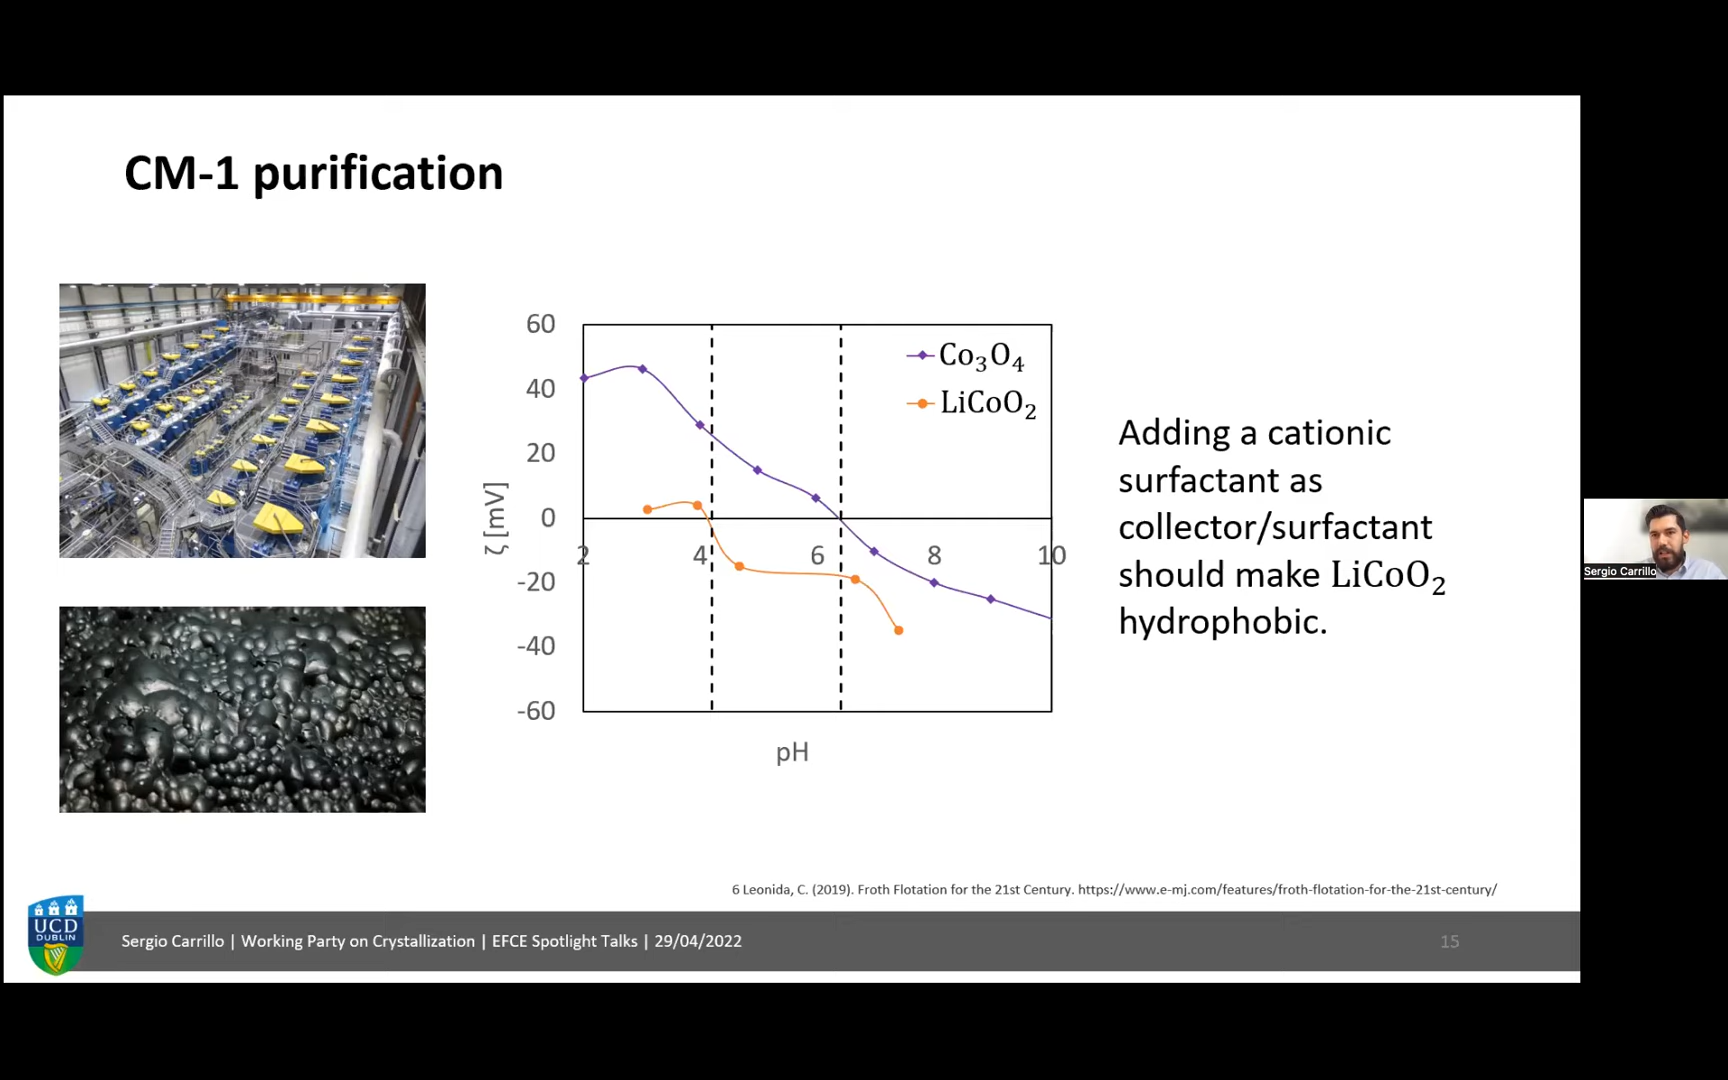 CM-1 purification
60
40
20
0
-20
-40
-60
ζ [mV]
2
4
6
8
10
pH
Co₃O₄
LiCoO₂
Adding a cationic
surfactant as
collector/surfactant
should make LiCoO₂
hydrophobic.
Sergio Carrillo
6 Leonida, C. (2019). Froth Flotation for the 21st Century. https://www.e-mj.com/features/froth-flotation-for-the-21st-century/
UCD
DUBLIN
Sergio Carrillo | Working Party on Crystallization | EFCE Spotlight Talks | 29/04/2022
15